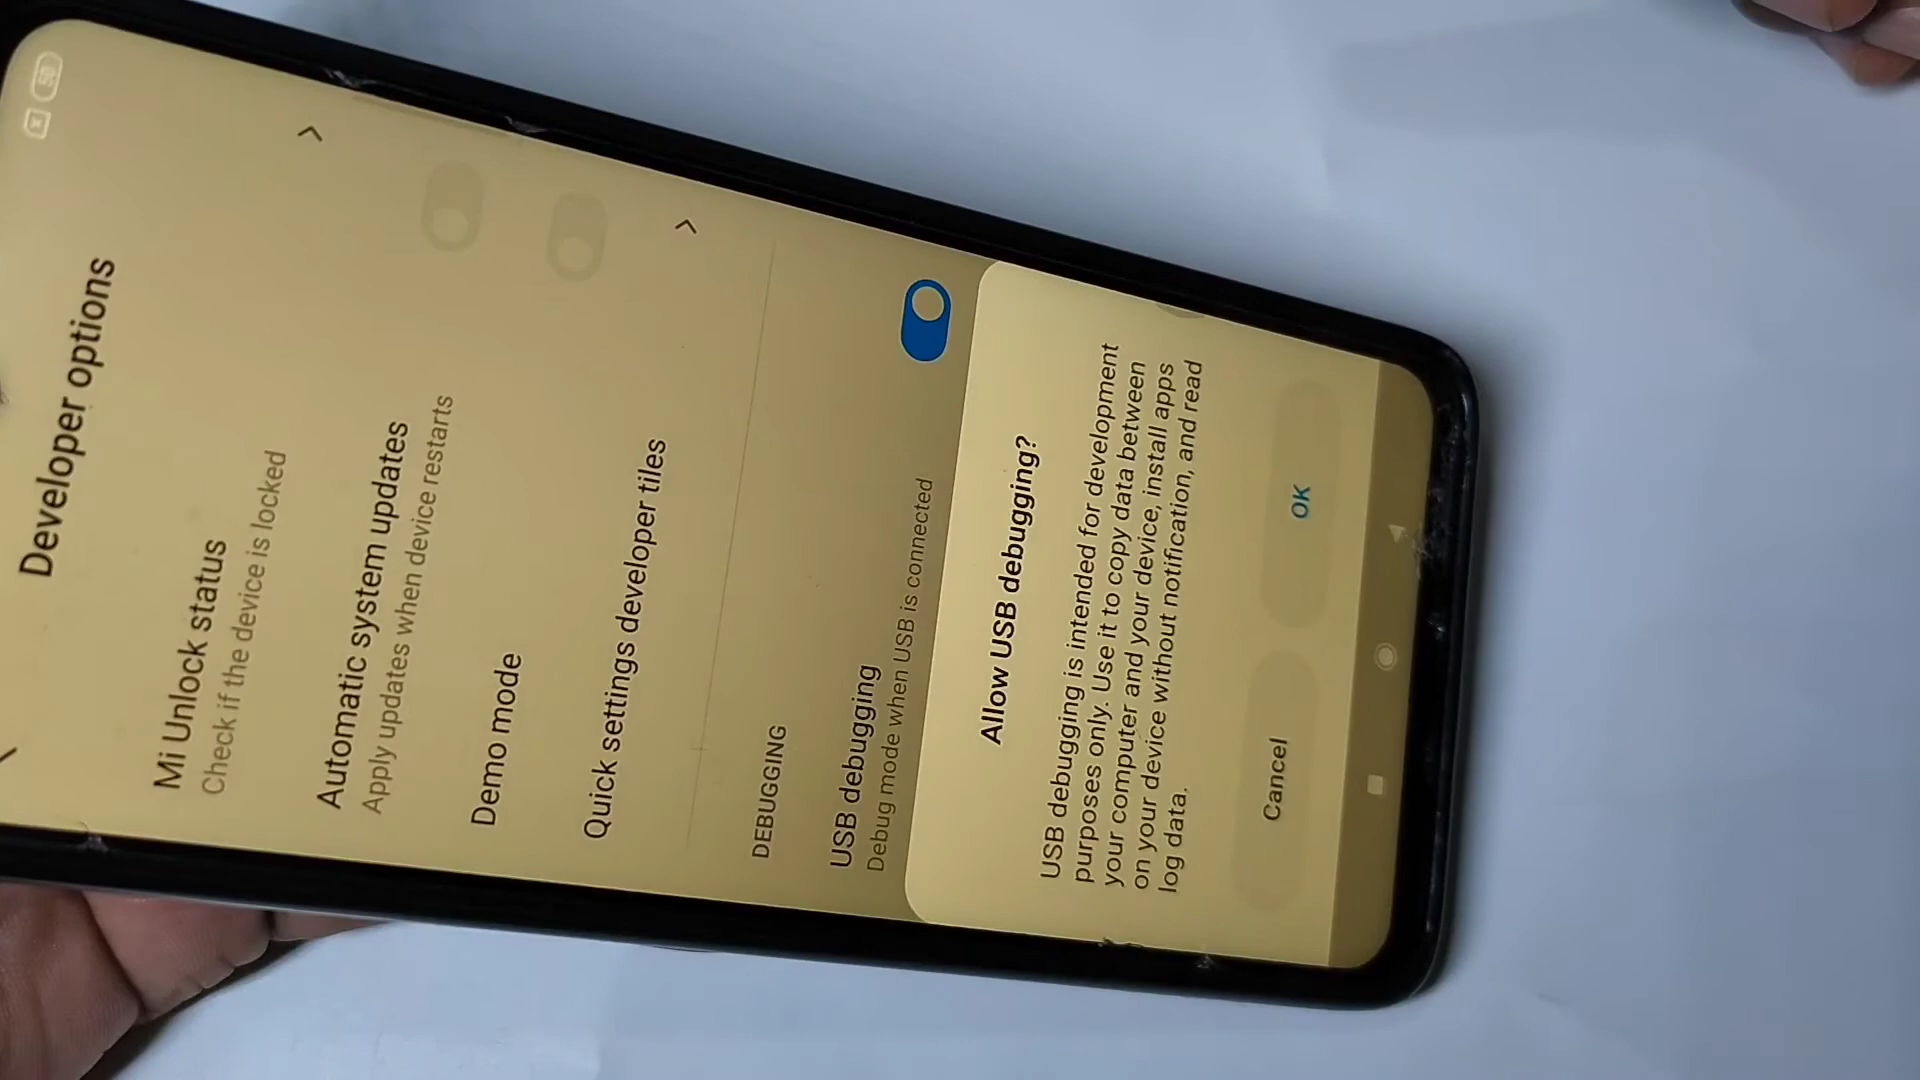 50
x
Developer options
Mi Unlock status
Check if the device is locked
Automatic system updates
Apply updates when device restarts
Demo mode
Quick settings developer tiles
DEBUGGING
USB debugging
Debug mode when USB is connected
Allow USB debugging?
USB debugging is intended for development
purposes only. Use it to copy data between
your computer and your device, install apps
on your device without notification, and read
log data.
Cancel
OK